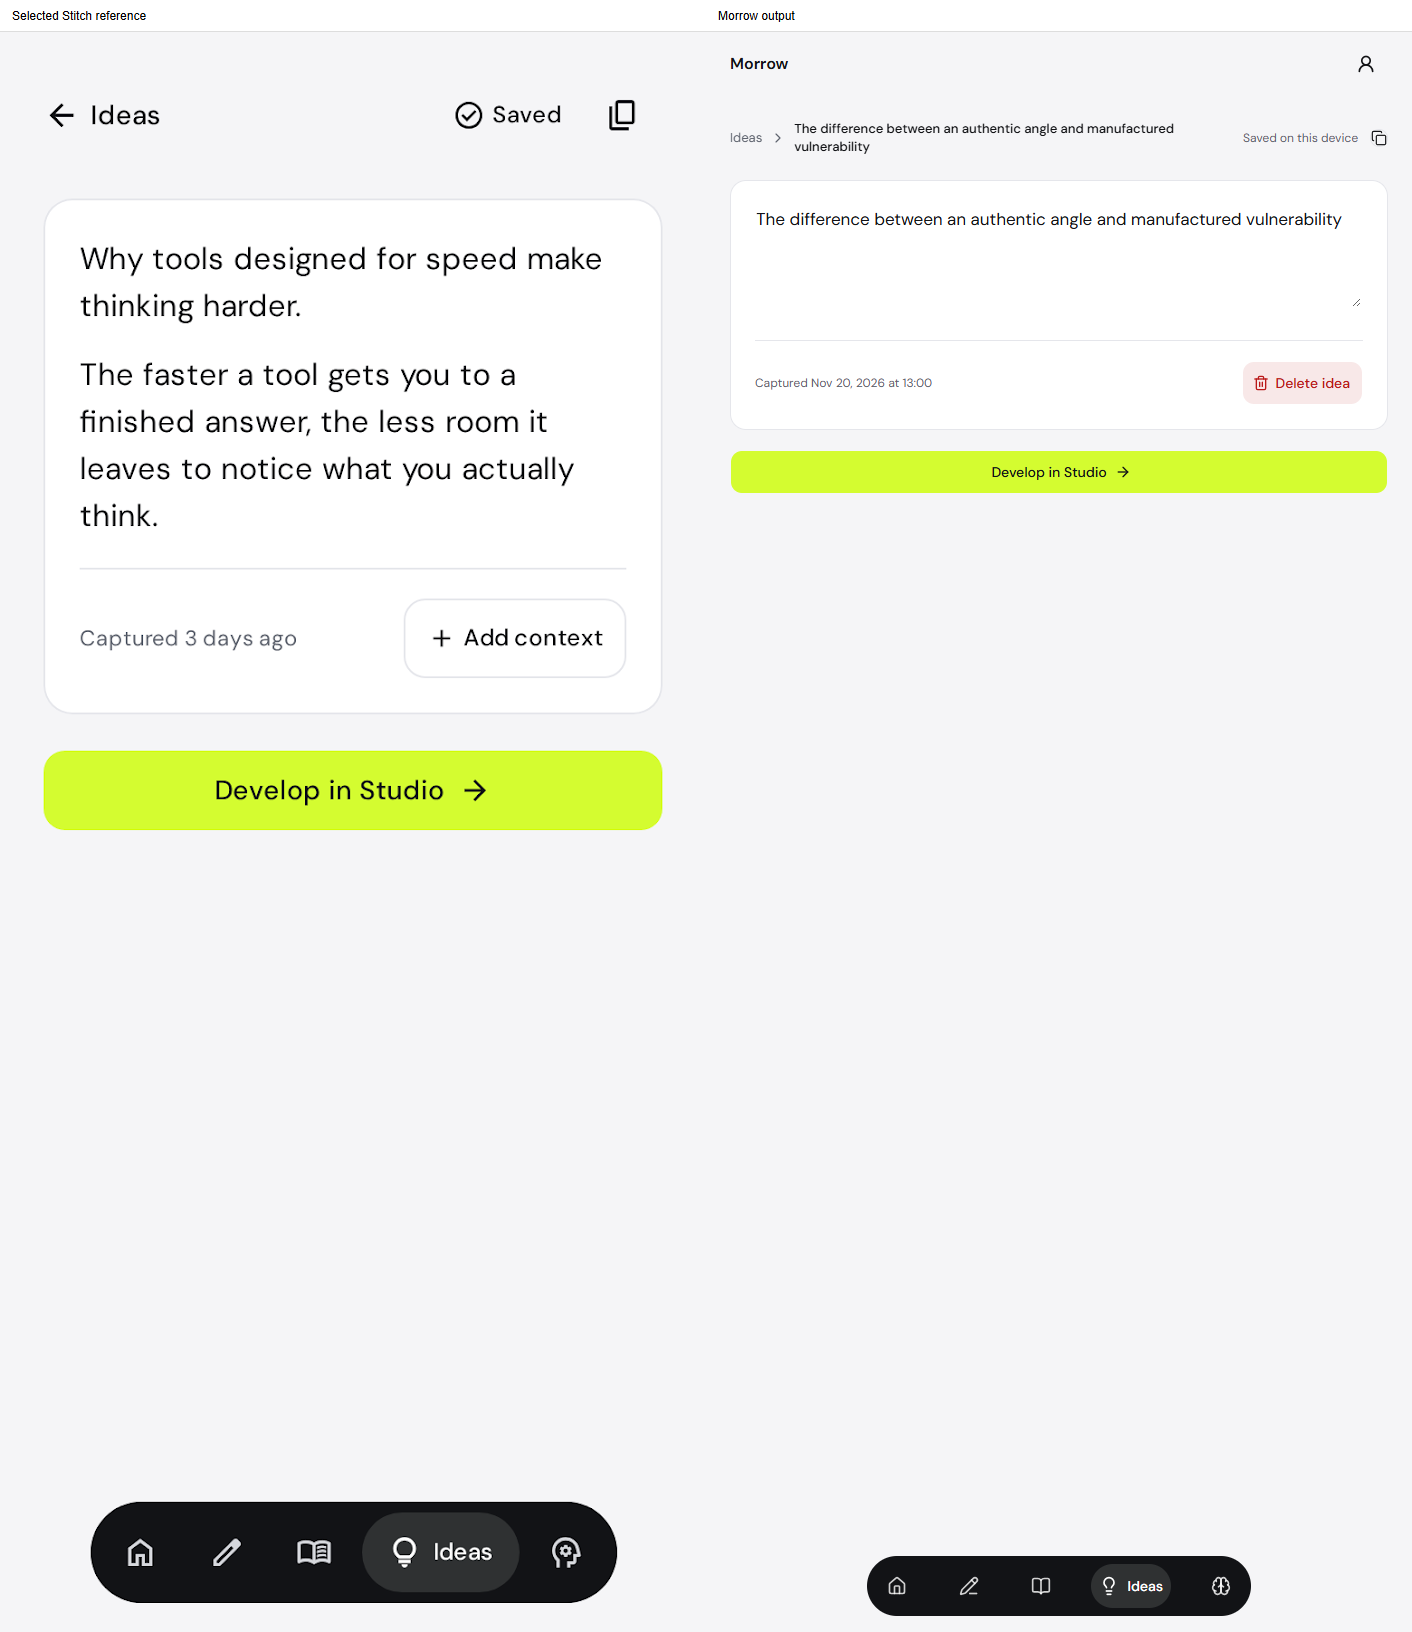 Selected Stitch reference
Ideas
Saved
Why tools designed for speed make
thinking harder.
The faster a tool gets you to a
finished answer, the less room it
leaves to notice what you actually
think.
Captured 3 days ago
Add context
Develop in Studio
Ideas
Morrow output
Morrow
Ideas
The difference between an authentic angle and manufactured
vulnerability
Saved on this device
The difference between an authentic angle and manufactured vulnerability
Captured Nov 20, 2026 at 13:00
Delete idea
Develop in Studio
Ideas